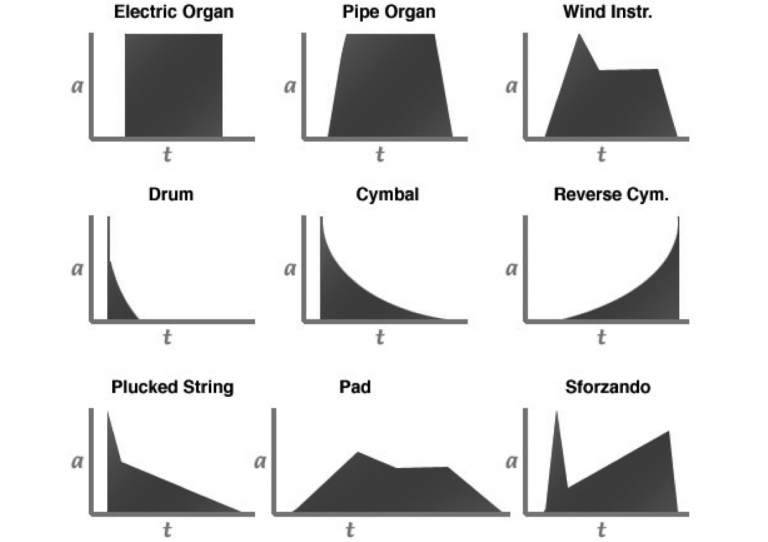 Electric Organ Pipe Organ Wind Instr.
a a a
t t t
Drum Cymbal Reverse Cym.
a a a
t t t
Plucked String Pad Sforzando
a a a
t t t